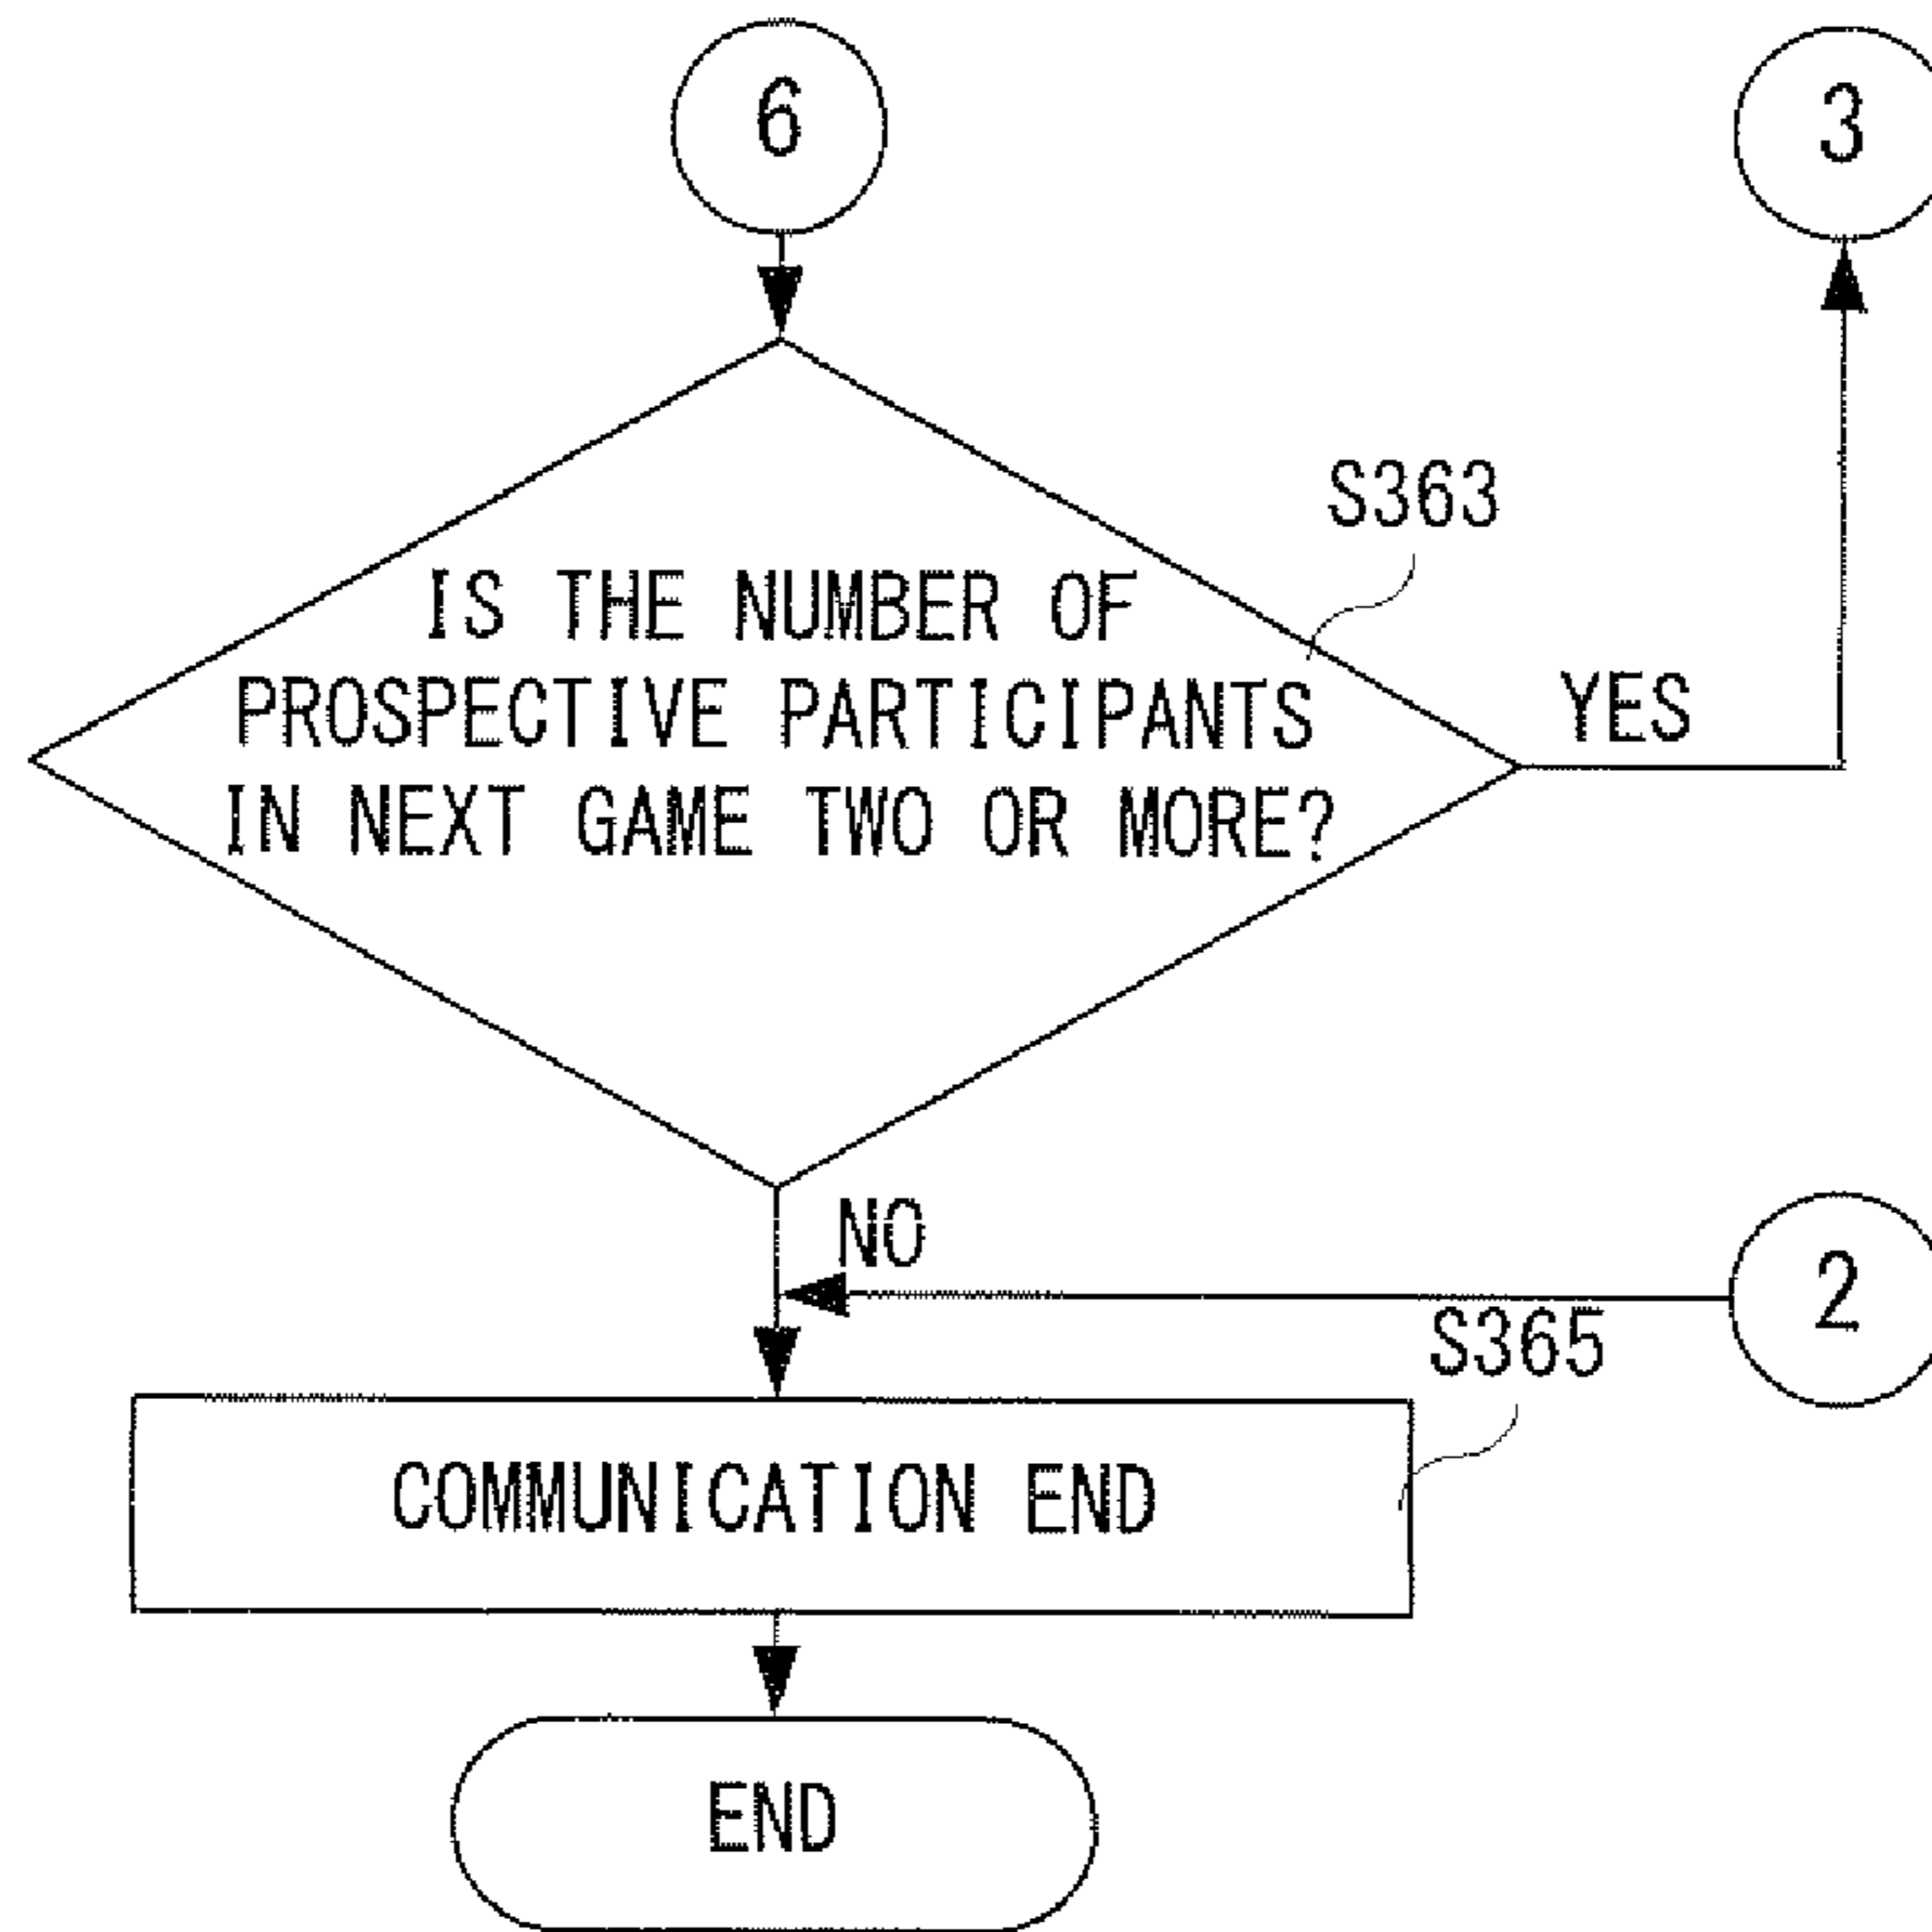 6
3
S363
IS THE NUMBER OF
PROSPECTIVE PARTICIPANTS
IN NEXT GAME TWO OR MORE?
YES
NO
2
S365
COMMUNICATION END
END